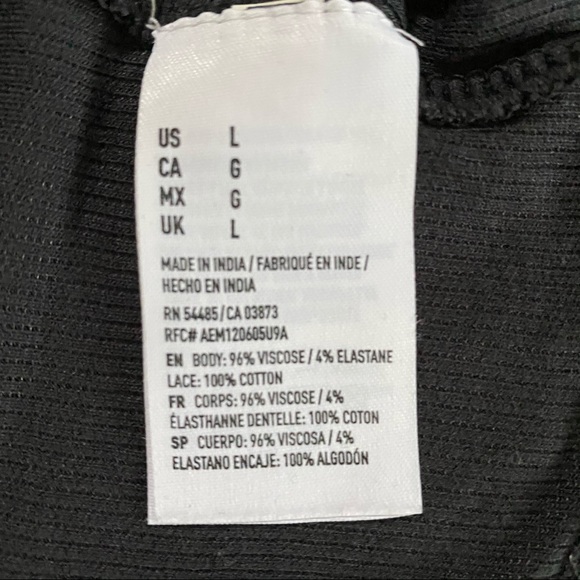 US L
CA G
MX G
UK L
MADE IN INDIA / FABRIQUÉ EN INDE /
HECHO EN INDIA
RN 54485/CA 03873
RFC# AEM120605U9A
EN BODY: 96% VISCOSE / 4% ELASTANE
LACE: 100% COTTON
FR CORPS: 96% VISCOSE / 4%
ÉLASTHANNE DENTELLE: 100% COTON
SP CUERPO: 96% VISCOSA / 4%
ELASTANO ENCAJE: 100% ALGODÓN